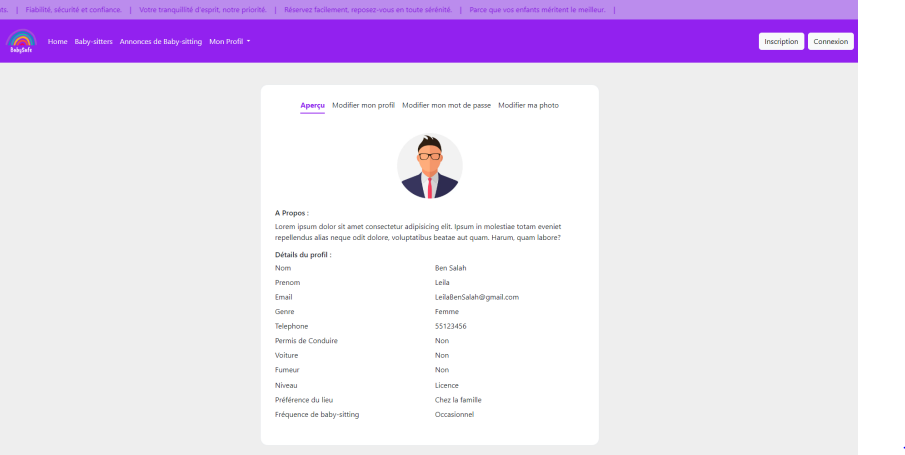 ts. | Fiabilité, sécurité et confiance. | Votre tranquillité d'esprit, notre priorité. | Réservez facilement, reposez-vous en toute sérénité. | Parce que vos enfants méritent le meilleur. |
BabySafe
Home Baby-sitters Annonces de Baby-sitting Mon Profil
Inscription Connexion
Aperçu Modifier mon profil Modifier mon mot de passe Modifier ma photo
A Propos :
Lorem ipsum dolor sit amet consectetur adipisicing elit. Ipsum in molestiae totam eveniet
repellendus alias neque odit dolore, voluptatibus beatae aut quam. Harum, quam labore?
Détails du profil :
Nom Ben Salah
Prenom Leila
Email LeilaBenSalah@gmail.com
Genre Femme
Telephone 55123456
Permis de Conduire Non
Voiture Non
Fumeur Non
Niveau Licence
Préférence du lieu Chez la famille
Fréquence de baby-sitting Occasionnel